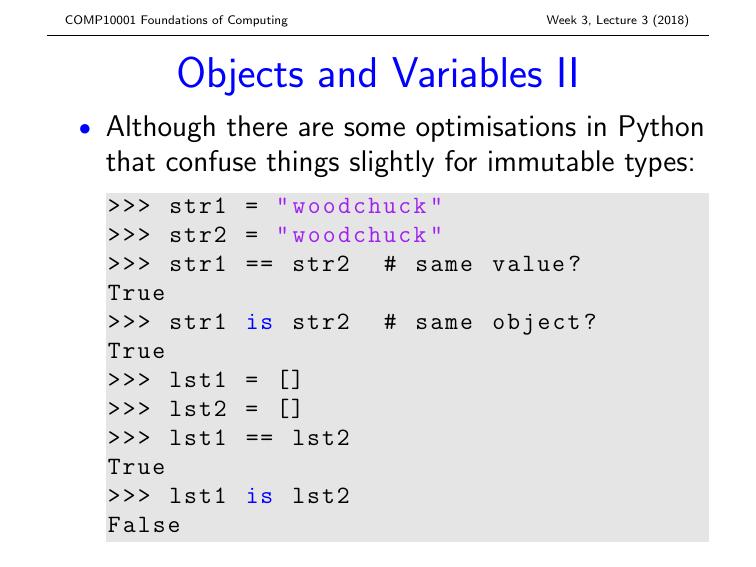 COMP10001 Foundations of Computing Week 3, Lecture 3 (2018)
Objects and Variables II
• Although there are some optimisations in Python
that confuse things slightly for immutable types:
>>> str1 = "woodchuck"
>>> str2 = "woodchuck"
>>> str1 == str2  # same value?
True
>>> str1 is str2  # same object?
True
>>> lst1 = []
>>> lst2 = []
>>> lst1 == lst2
True
>>> lst1 is lst2
False